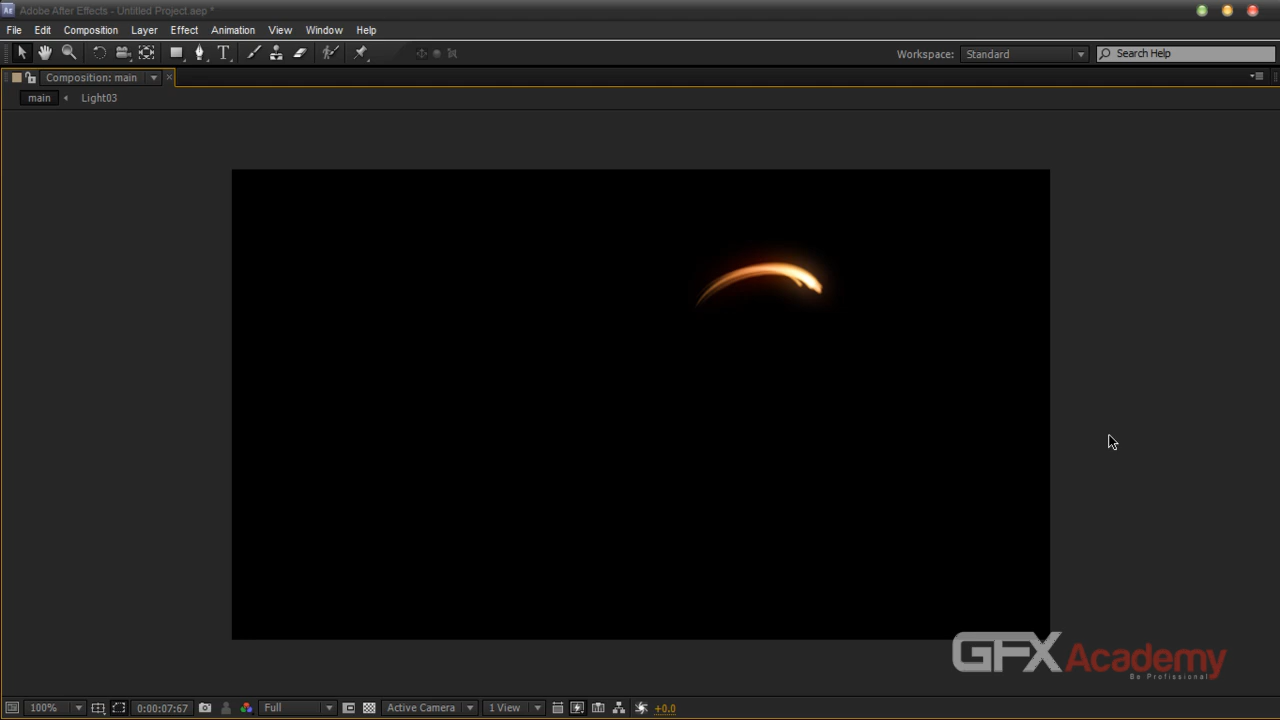 AE Adobe After Effects - Untitled Project.aep *
File Edit Composition Layer Effect Animation View Window Help
Workspace: Standard Search Help
Composition: main
main Light03
GFX Academy
Be Profissional
100% 0:00:07:67 Full Active Camera 1 View +0.0